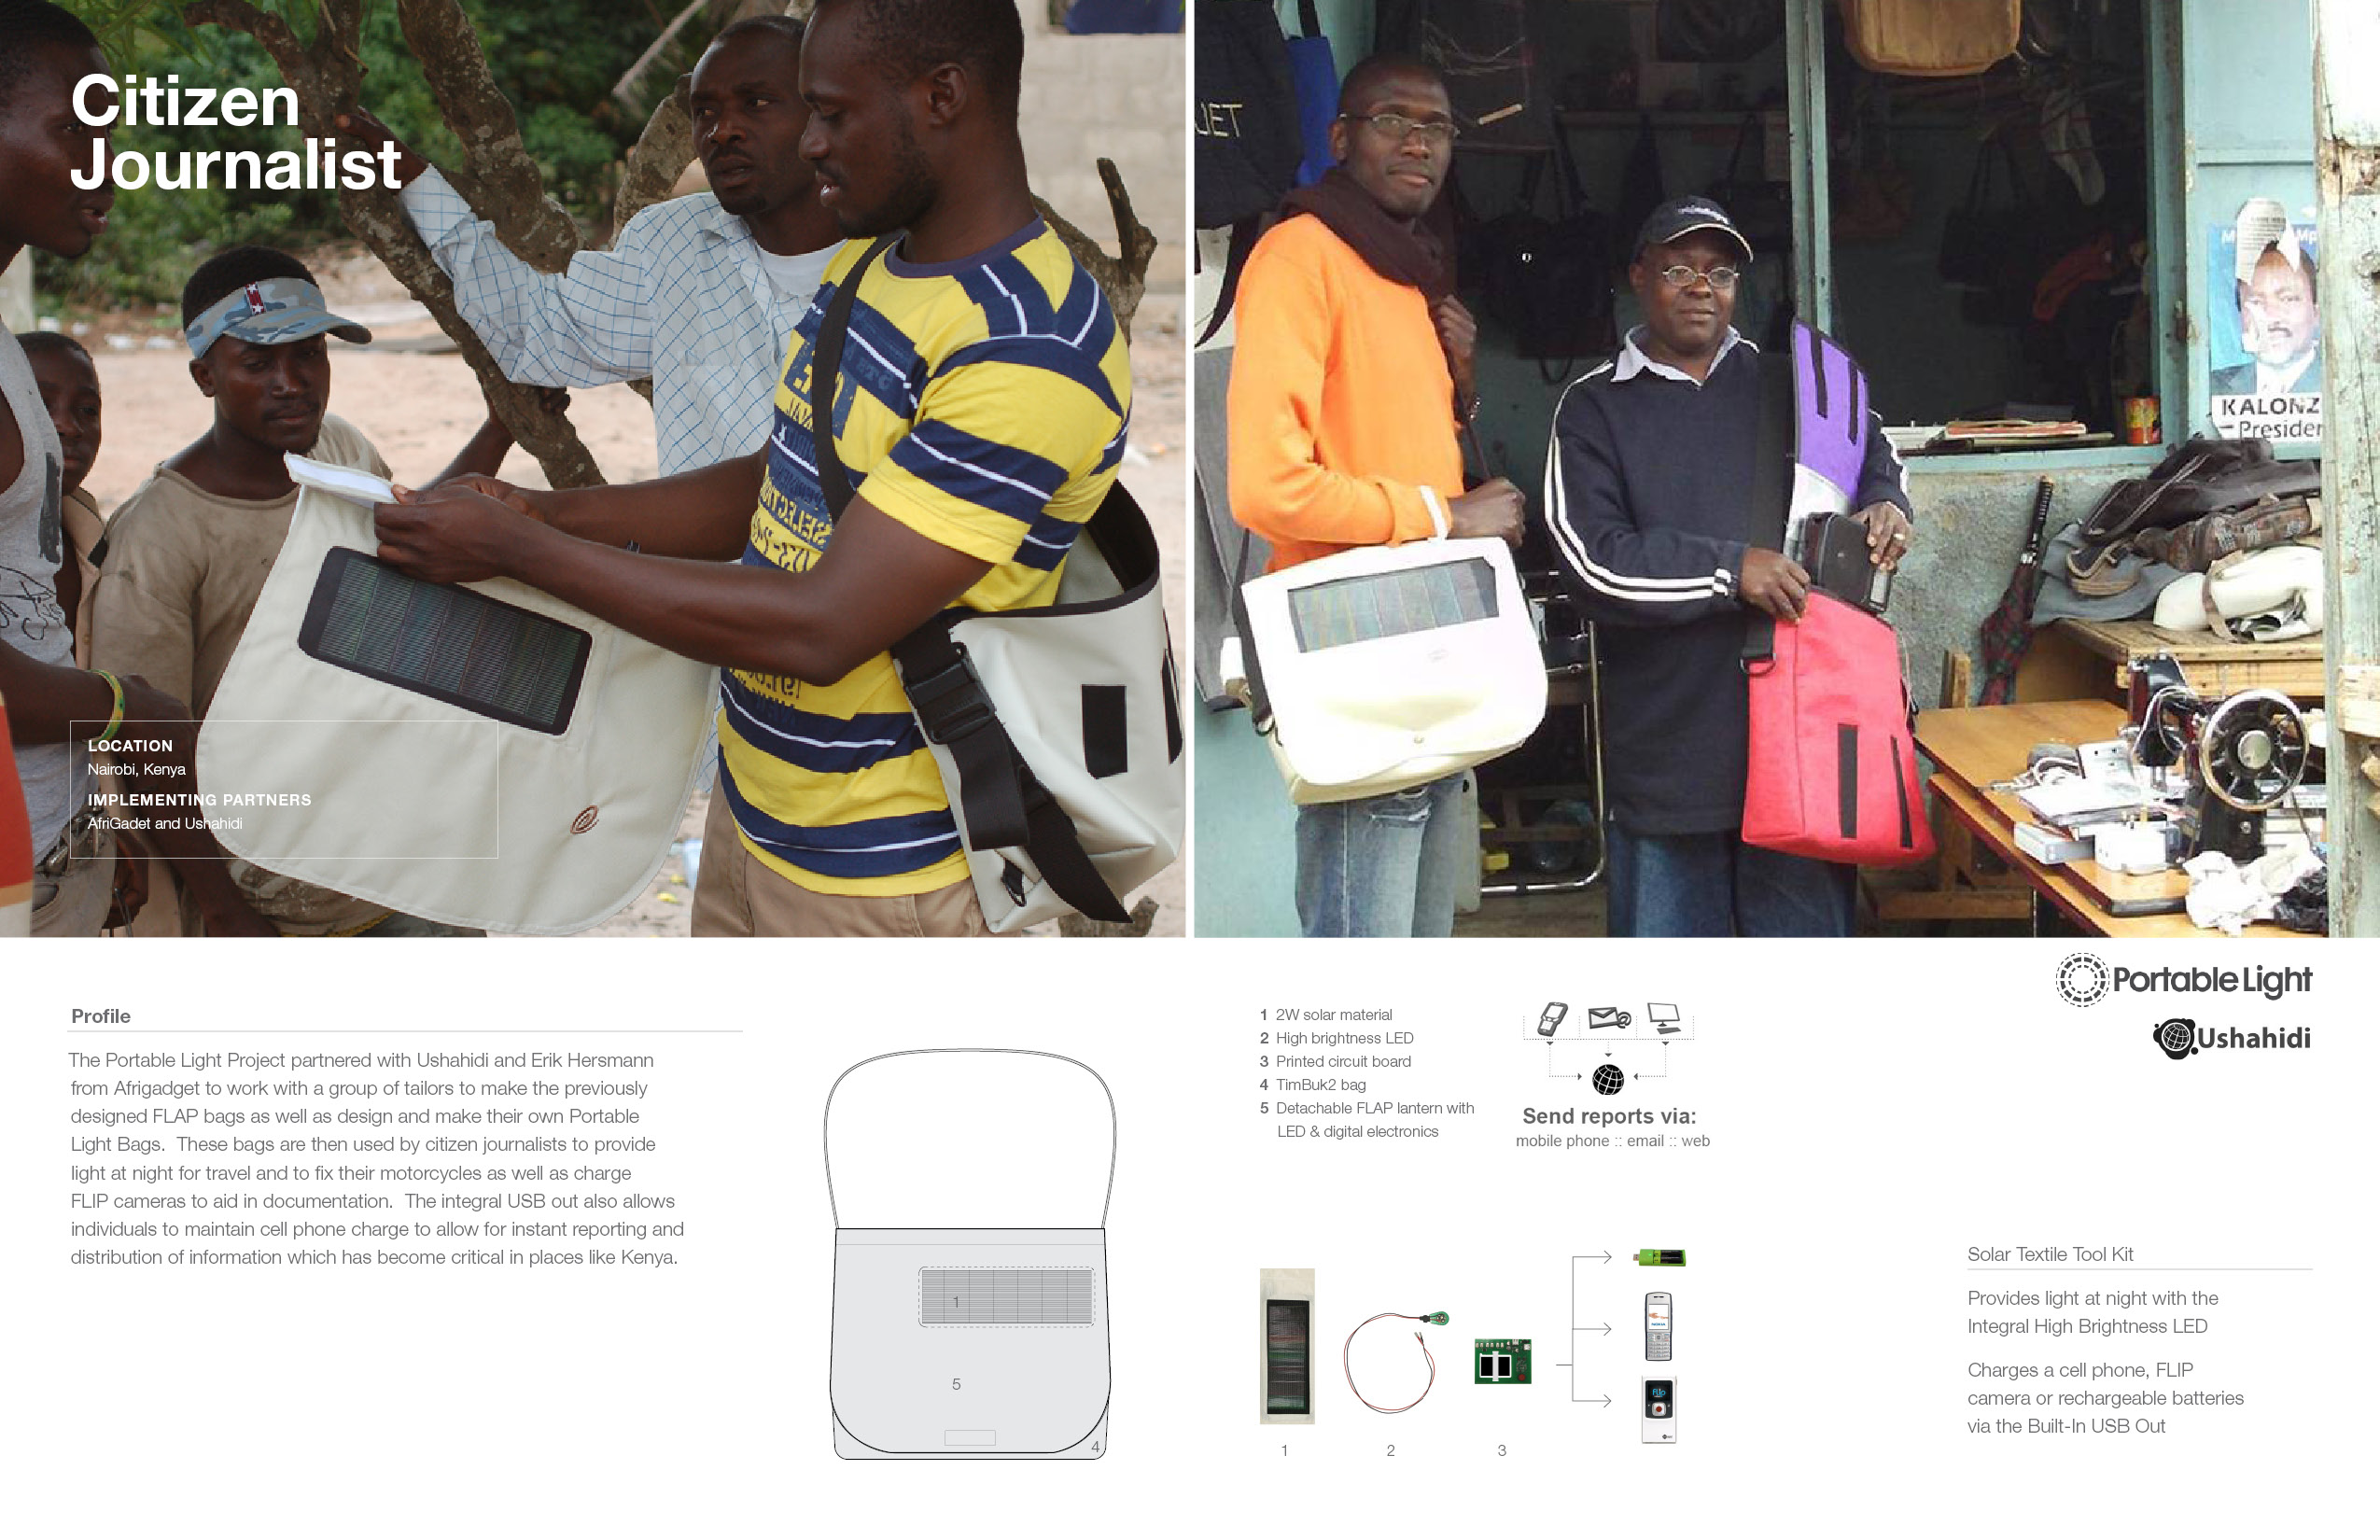 Citizen
Journalist
LOCATION
Nairobi, Kenya
IMPLEMENTING PARTNERS
AfriGadet and Ushahidi
JET
KALONZ
Presiden
Portable Light
Ushahidi
Profile
The Portable Light Project partnered with Ushahidi and Erik Hersmann
from Afrigadget to work with a group of tailors to make the previously
designed FLAP bags as well as design and make their own Portable
Light Bags. These bags are then used by citizen journalists to provide
light at night for travel and to fix their motorcycles as well as charge
FLIP cameras to aid in documentation. The integral USB out also allows
individuals to maintain cell phone charge to allow for instant reporting and
distribution of information which has become critical in places like Kenya.
1
5
4
1 2W solar material
2 High brightness LED
3 Printed circuit board
4 TimBuk2 bag
5 Detachable FLAP lantern with
LED & digital electronics
Send reports via:
mobile phone :: email :: web
1
2
3
Flip
Solar Textile Tool Kit
Provides light at night with the
Integral High Brightness LED
Charges a cell phone, FLIP
camera or rechargeable batteries
via the Built-In USB Out